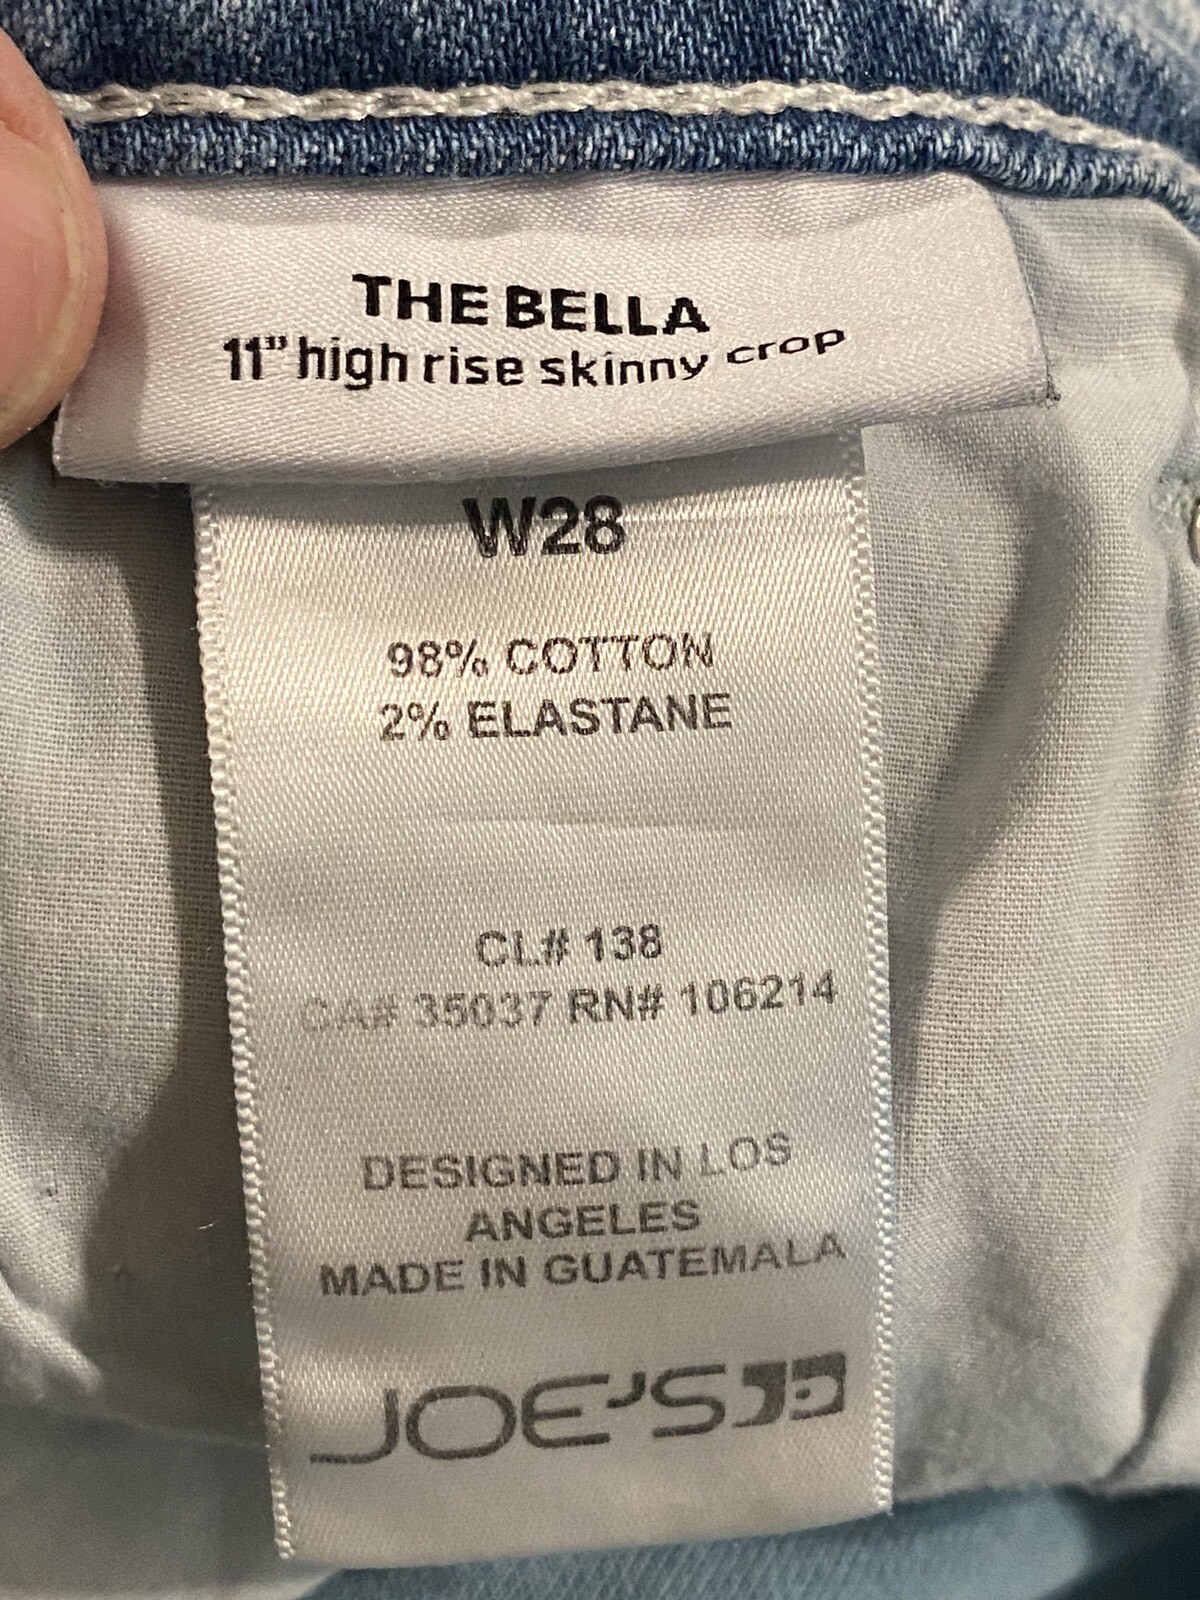 THE BELLA
11" high rise skinny crop
W28
98% COTTON
2% ELASTANE
CL# 138
CA# 35037 RN# 106214
DESIGNED IN LOS
ANGELES
MADE IN GUATEMALA
JOE'S